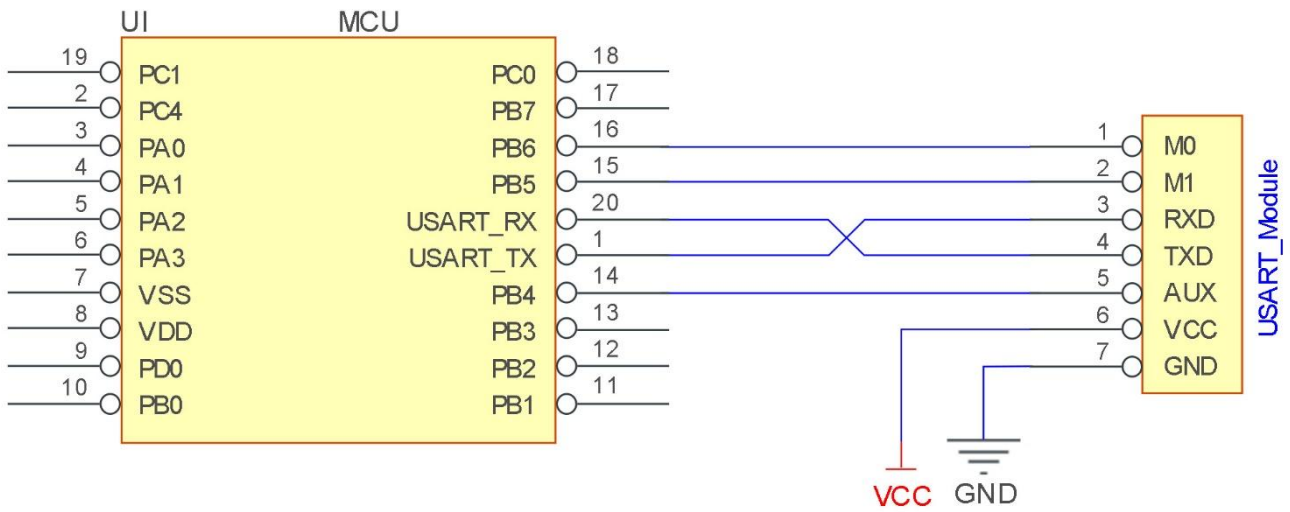 UI MCU
19 PC1 PC0 18
2 PC4 PB7 17
3 PA0 PB6 16
4 PA1 PB5 15
5 PA2 USART_RX 20
6 PA3 USART_TX 1
7 VSS PB4 14
8 VDD PB3 13
9 PD0 PB2 12
10 PB0 PB1 11
1 M0
2 M1
3 RXD
4 TXD
5 AUX
6 VCC
7 GND
USART_Module
VCC GND